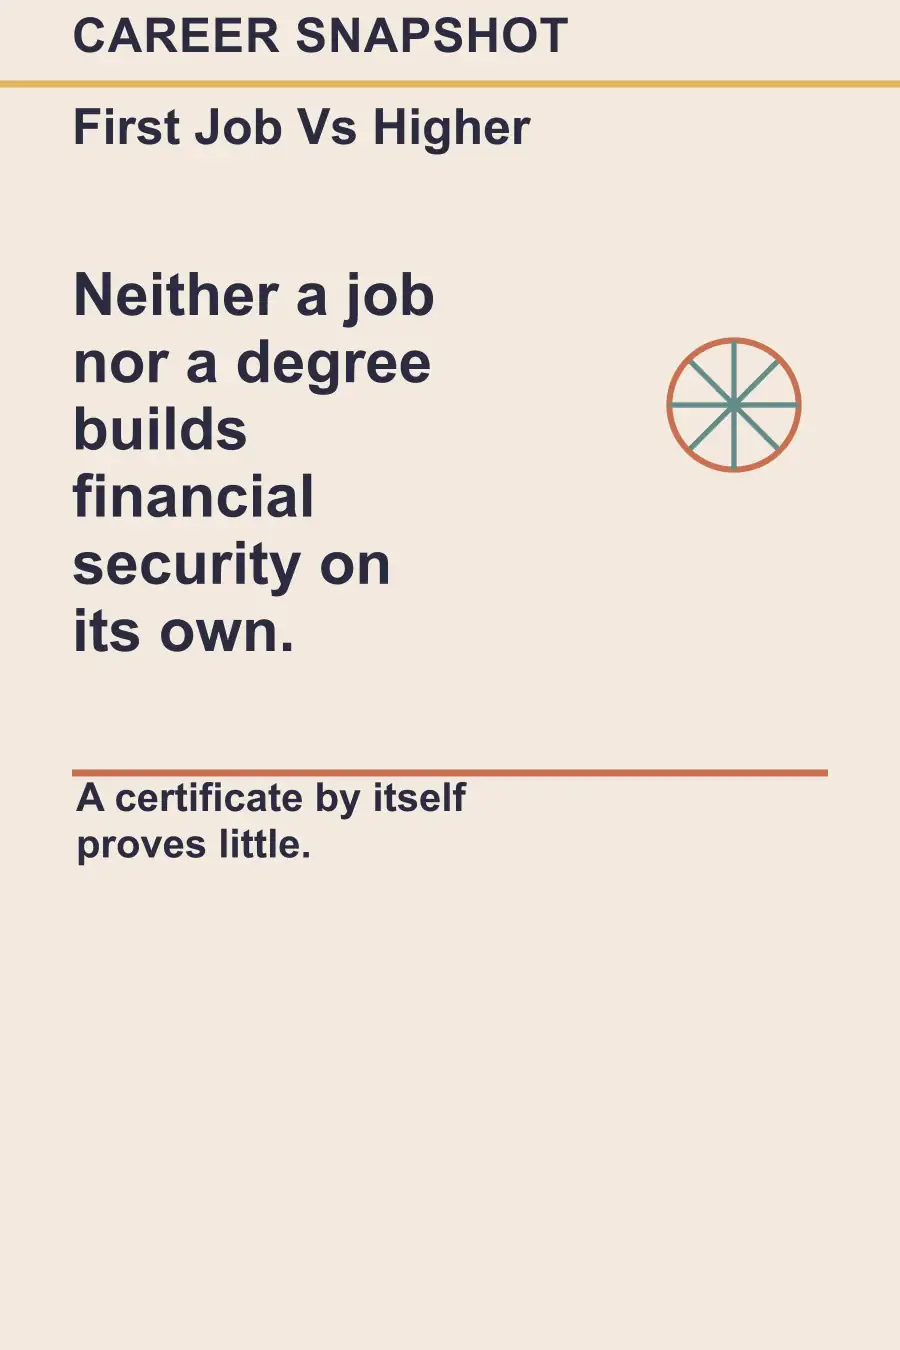 CAREER SNAPSHOT
First Job Vs Higher
Neither a job
nor a degree
builds
financial
security on
its own.
A certificate by itself
proves little.